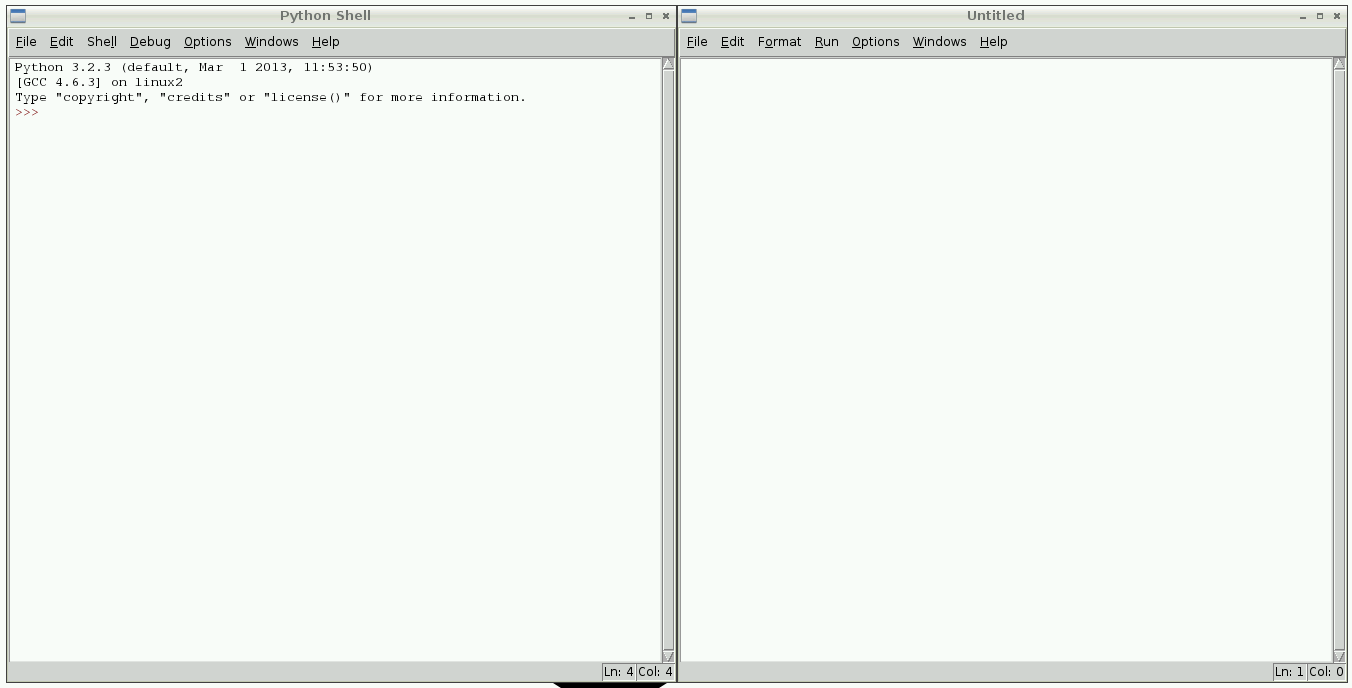 Python Shell
File Edit Shell Debug Options Windows Help
Python 3.2.3 (default, Mar  1 2013, 11:53:50)
[GCC 4.6.3] on linux2
Type "copyright", "credits" or "license()" for more information.
>>>
Ln: 4 Col: 4
Untitled
File Edit Format Run Options Windows Help
Ln: 1 Col: 0